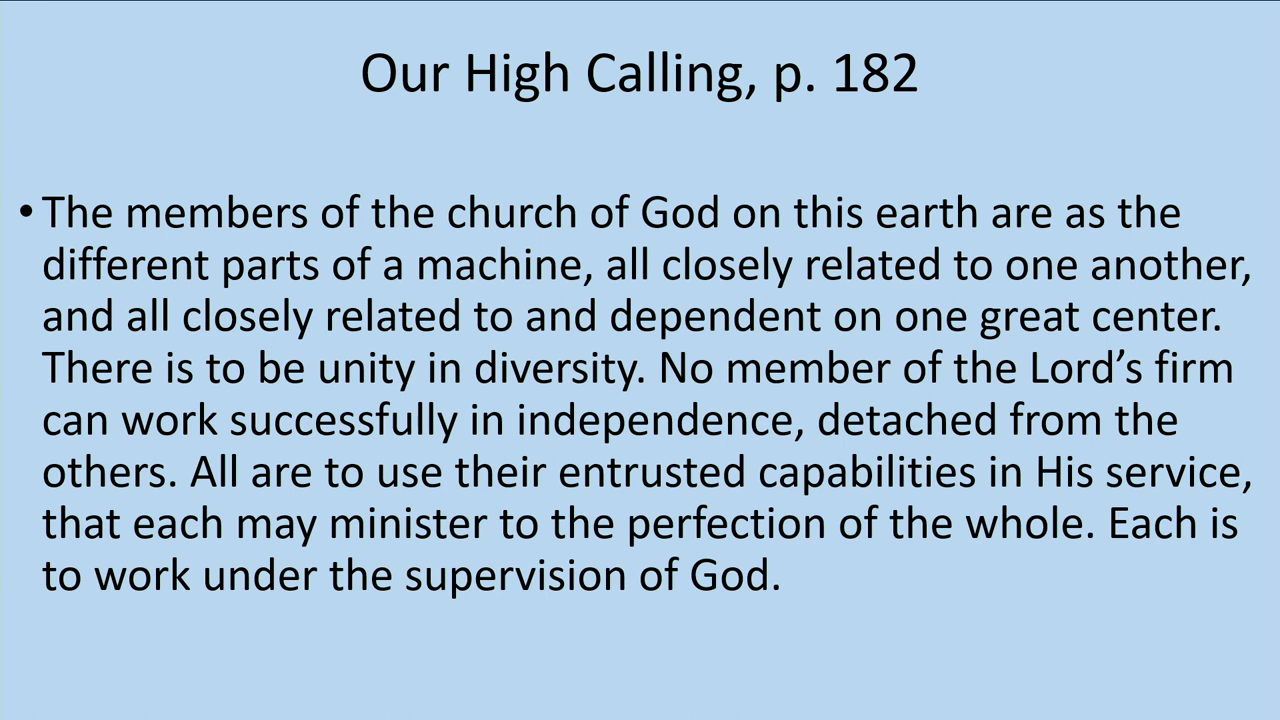 Our High Calling, p. 182
• The members of the church of God on this earth are as the
different parts of a machine, all closely related to one another,
and all closely related to and dependent on one great center.
There is to be unity in diversity. No member of the Lord’s firm
can work successfully in independence, detached from the
others. All are to use their entrusted capabilities in His service,
that each may minister to the perfection of the whole. Each is
to work under the supervision of God.